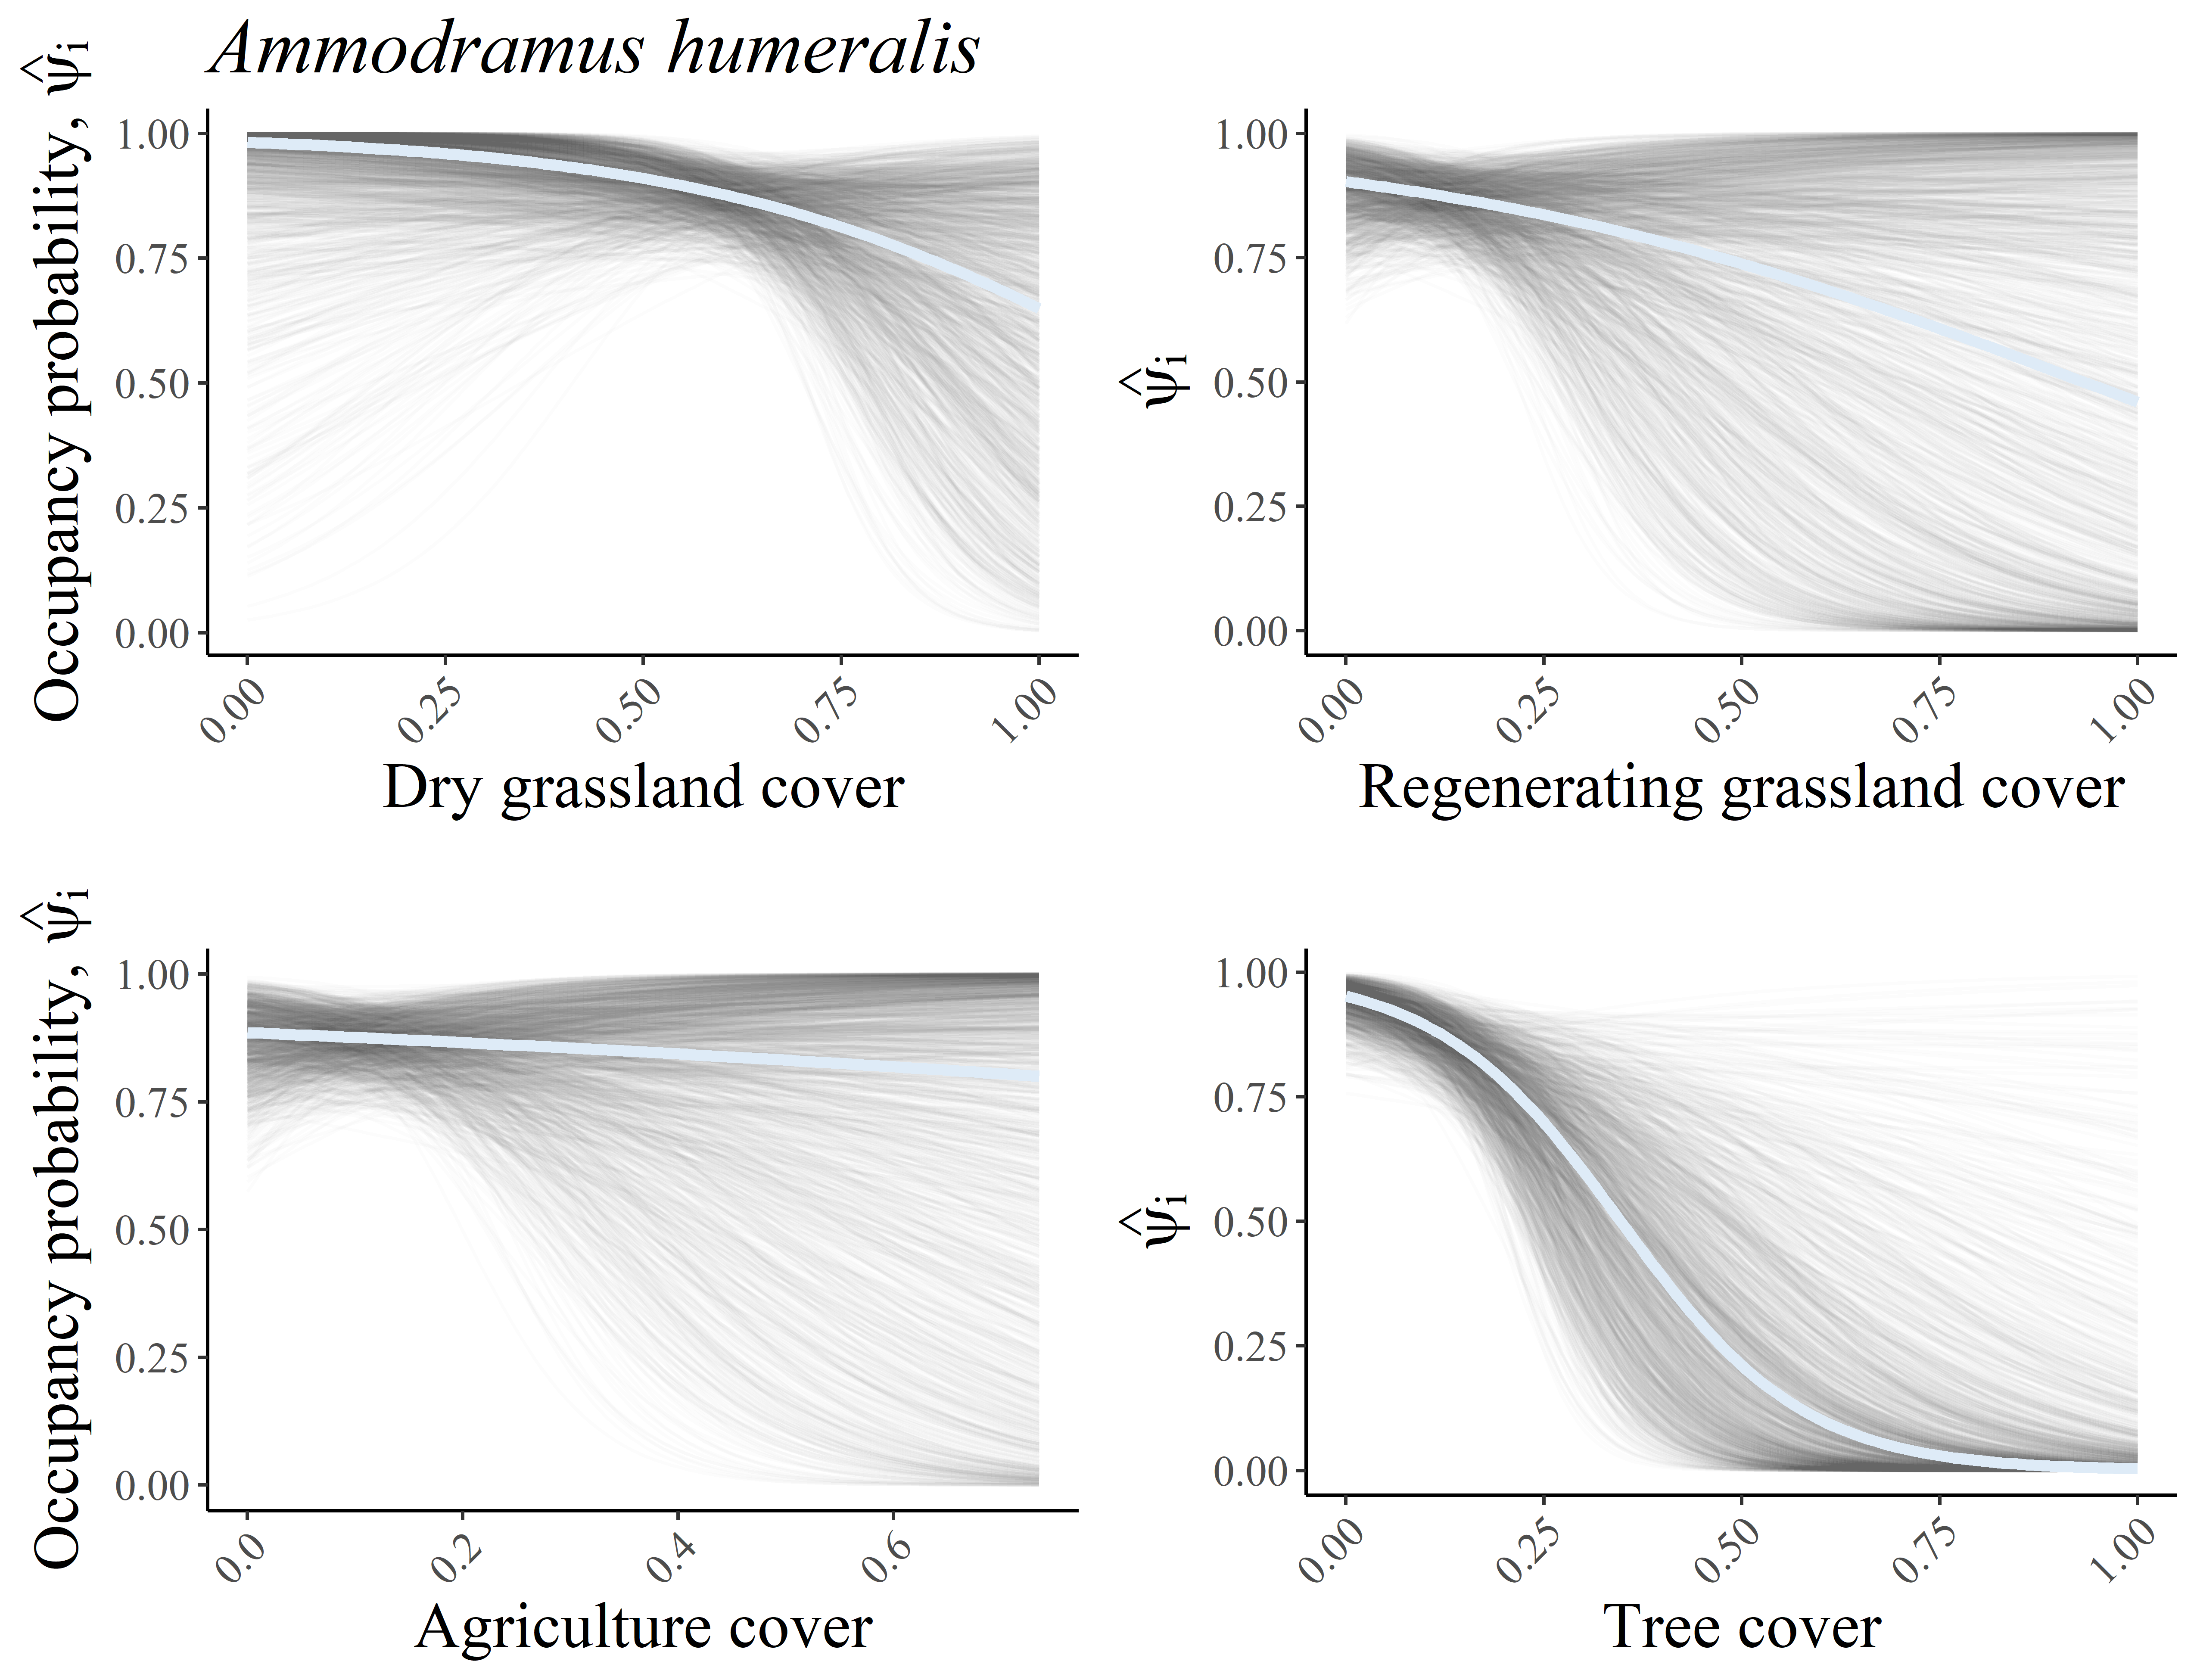 Ammodramus humeralis
Occupancy probability, ψ̂i
1.00
0.75
0.50
0.25
0.00
0.00 0.25 0.50 0.75 1.00
Dry grassland cover
ψ̂i
1.00
0.75
0.50
0.25
0.00
0.00 0.25 0.50 0.75 1.00
Regenerating grassland cover
Occupancy probability, ψ̂i
1.00
0.75
0.50
0.25
0.00
0.0 0.2 0.4 0.6
Agriculture cover
ψ̂i
1.00
0.75
0.50
0.25
0.00
0.00 0.25 0.50 0.75 1.00
Tree cover